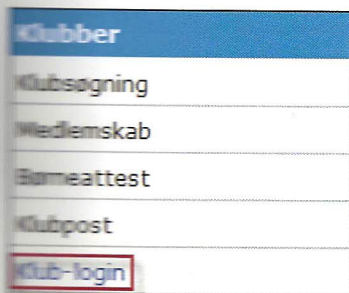 Klubber
Klubsøgning
Medlemskab
Børneattest
Klubpost
Klub-login